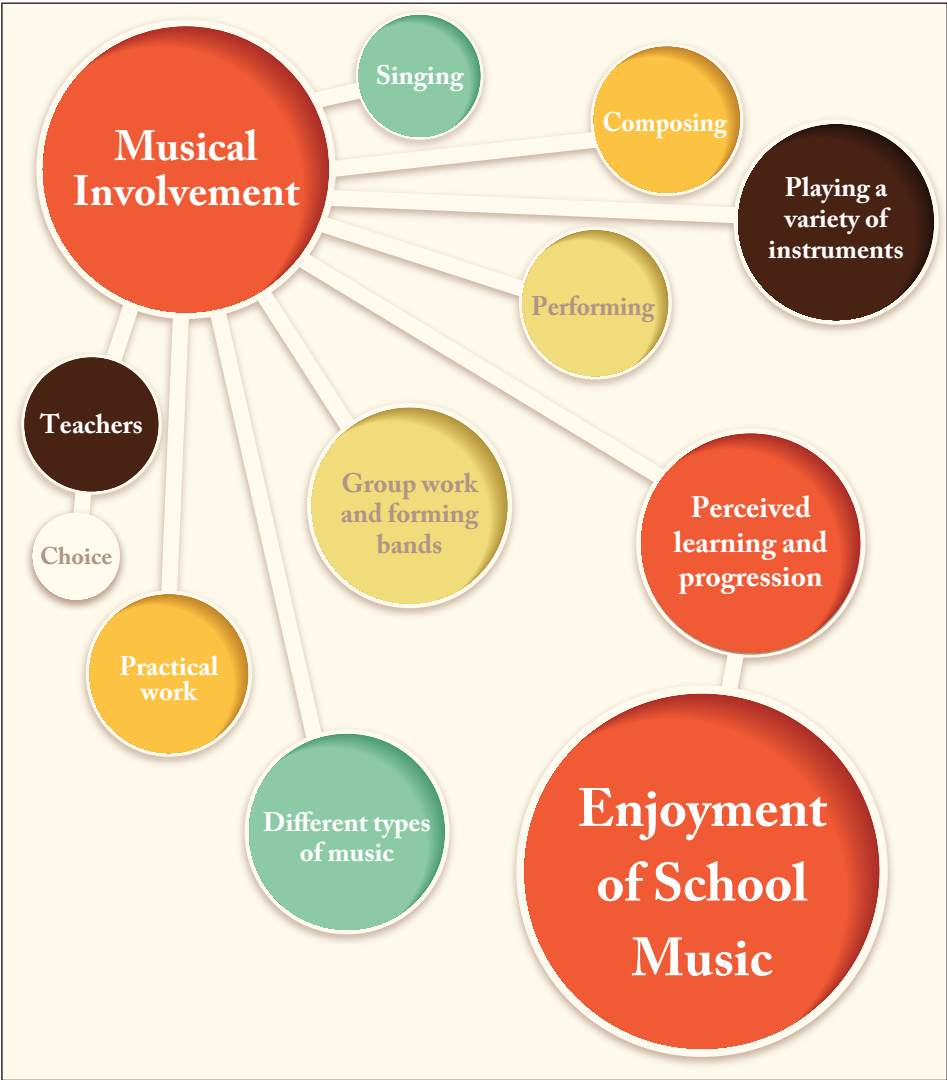 Singing
Composing
Musical
Involvement
Playing a
variety of
instruments
Performing
Teachers
Group work
and forming
bands
Perceived
learning and
progression
Choice
Practical
work
Different types
of music
Enjoyment
of School
Music